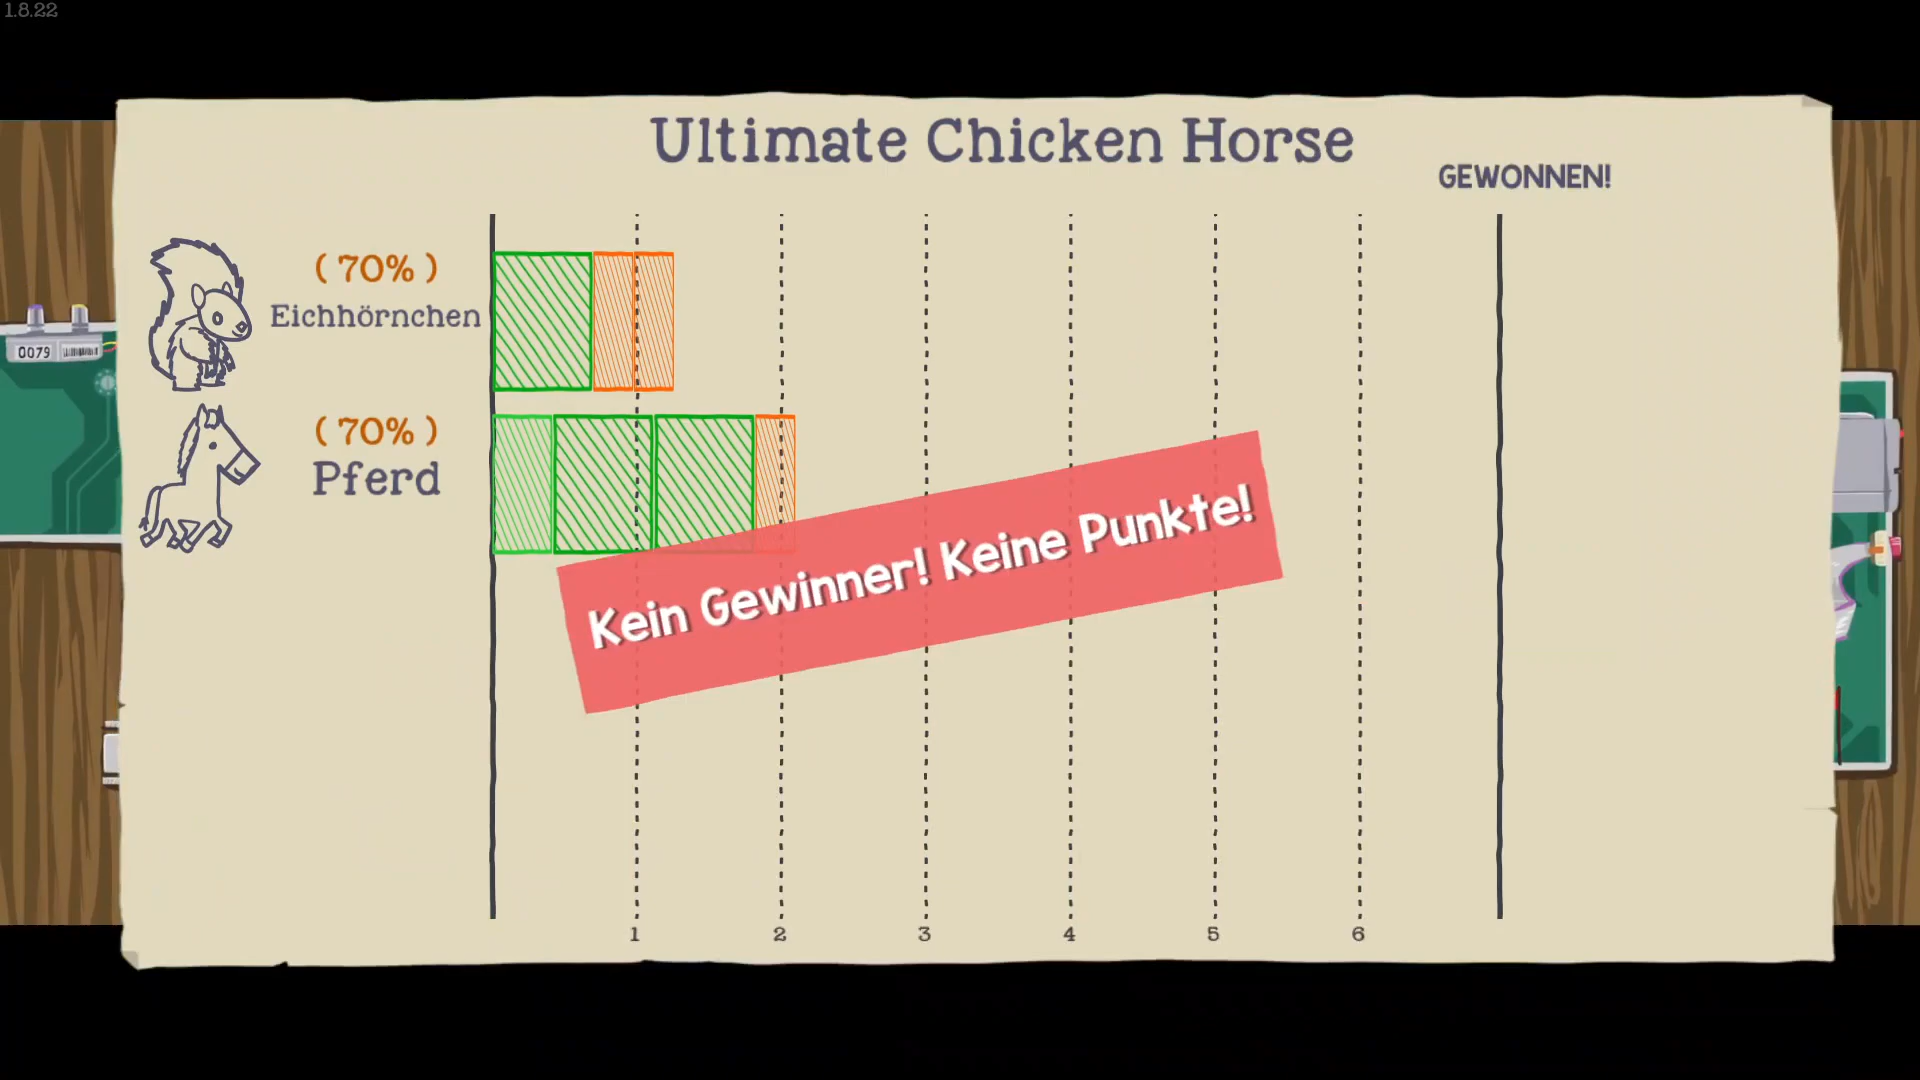 1.8.22
Ultimate Chicken Horse
GEWONNEN!
( 70% )
Eichhörnchen
( 70% )
Pferd
0079
Kein Gewinner! Keine Punkte!
1 2 3 4 5 6